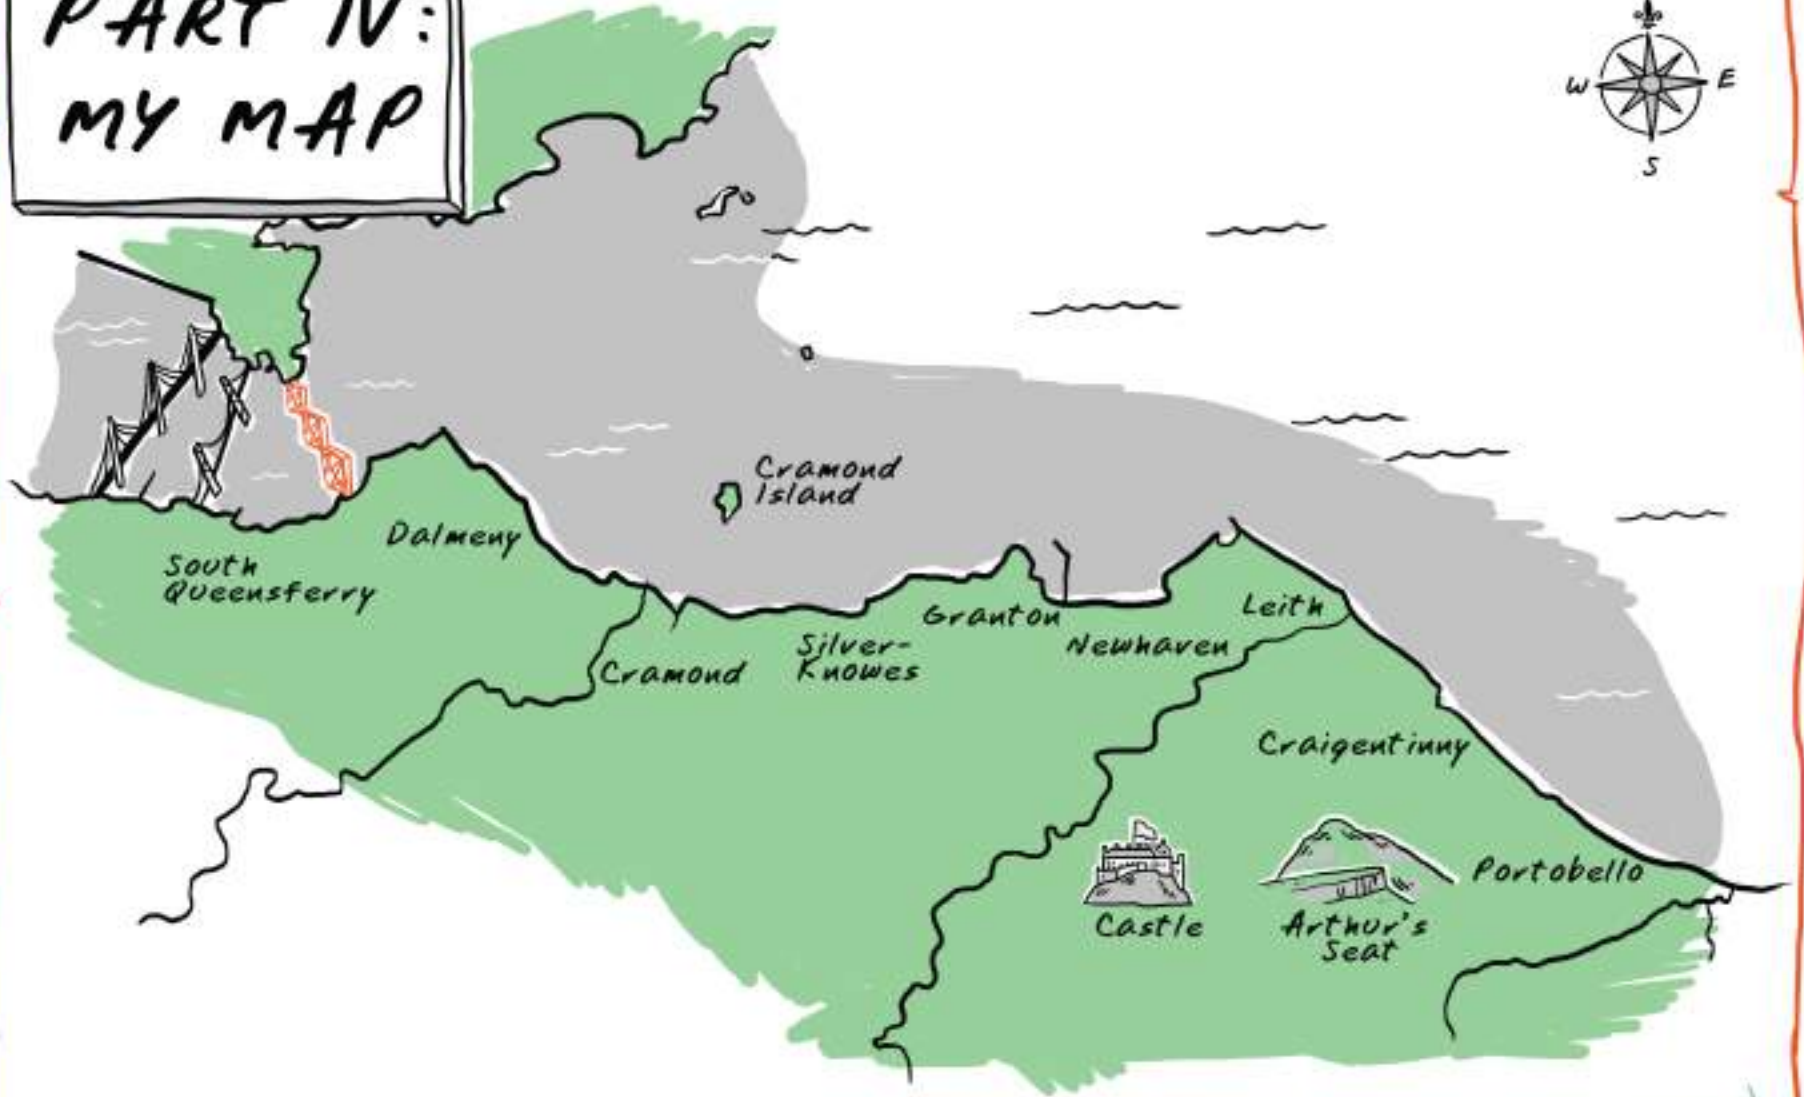 PART IV:
MY MAP
W
E
S
Cramond
Island
Dalmeny
South
Queensferry
Silver-
Knowes
Granton
Leith
Newhaven
Cramond
Craigentinny
Portobello
Castle
Arthur's
Seat